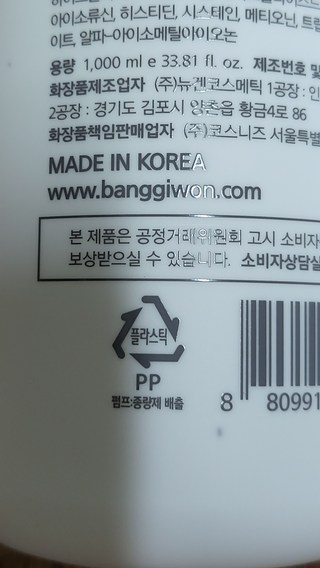 아이소류신, 히스티딘, 시스테인, 메티오닌, 트립
이트, 알파-아이소메틸이이오논
용량 1,000 ml e 33.81 fl. oz. 제조번호 및
화장품제조업자 (주)뉴겐코스메틱 1공장 : 인
2공장 : 경기도 김포시 양촌읍 황금4로 86
화장품책임판매업자 (주)코스니즈 서울특별
MADE IN KOREA
www.banggiwon.com
본 제품은 공정거래위원회 고시 소비자
보상받으실 수 있습니다. 소비자상담실
플라스틱
PP
펌프:종량제 배출
8 80991